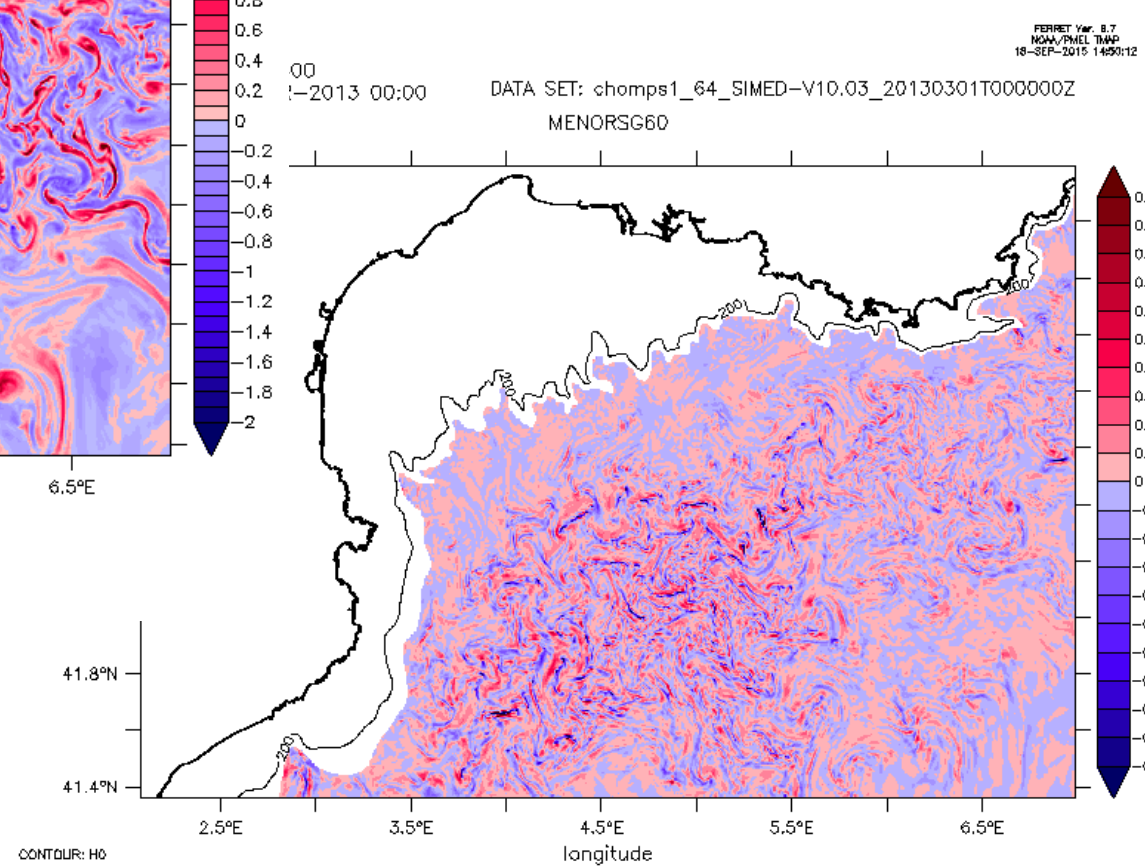 0.8
0.6
0.4
0.2
0
-0.2
-0.4
-0.6
-0.8
-1
-1.2
-1.4
-1.6
-1.8
-2
6.5°E
FERRET Ver. 6.7
NOAA/PMEL TMAP
18-SEP-2015 14:50:12
-2013 00:00
DATA SET: chomps1_64_SIMED-V10.03_20130301T000000Z
MENORSG60
200
200
200
200
0
41.8°N
41.4°N
2.5°E
3.5°E
4.5°E
5.5°E
6.5°E
longitude
CONTOUR: H0